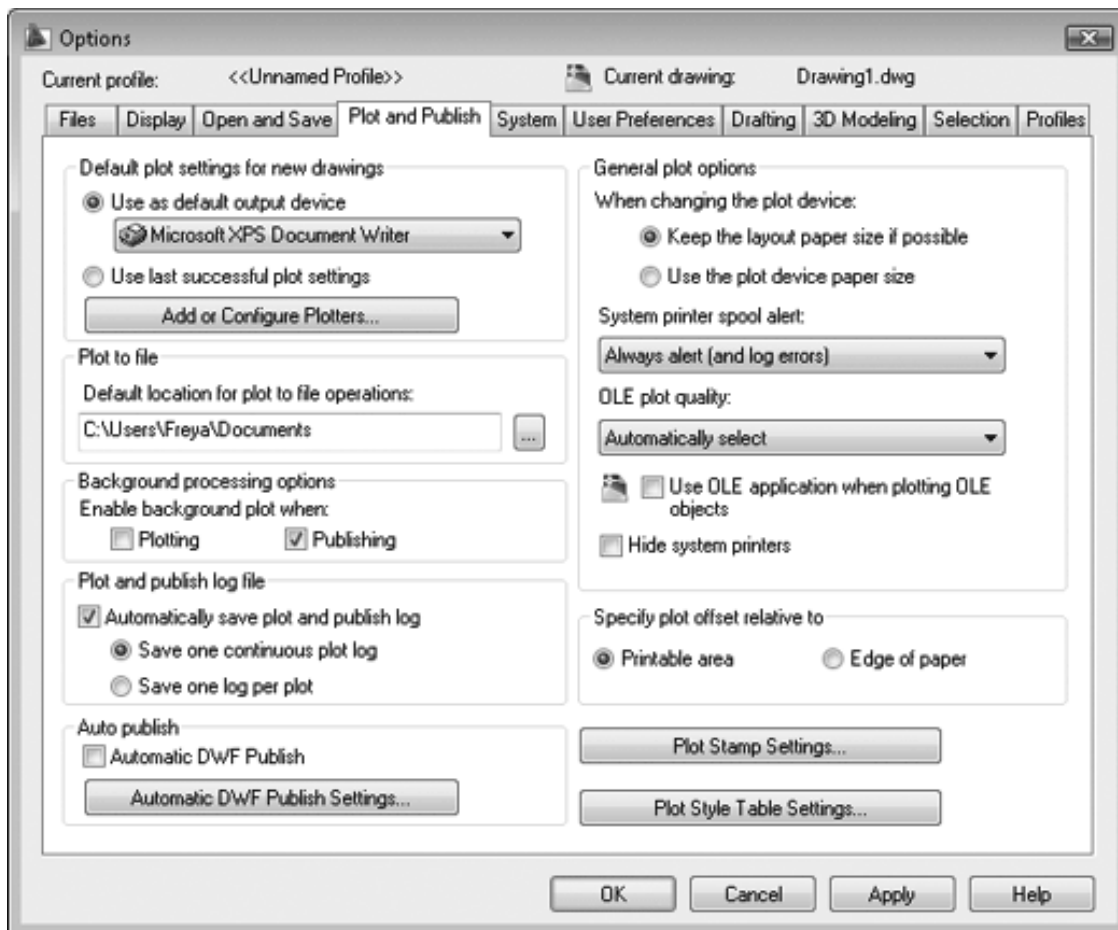 Options
Current profile: <<Unnamed Profile>> Current drawing: Drawing1.dwg
Files Display Open and Save Plot and Publish System User Preferences Drafting 3D Modeling Selection Profiles
Default plot settings for new drawings
Use as default output device
Microsoft XPS Document Writer
Use last successful plot settings
Add or Configure Plotters...
Plot to file
Default location for plot to file operations:
C:\Users\Freya\Documents
...
Background processing options
Enable background plot when:
Plotting Publishing
Plot and publish log file
Automatically save plot and publish log
Save one continuous plot log
Save one log per plot
Auto publish
Automatic DWF Publish
Automatic DWF Publish Settings...
General plot options
When changing the plot device:
Keep the layout paper size if possible
Use the plot device paper size
System printer spool alert:
Always alert (and log errors)
OLE plot quality:
Automatically select
Use OLE application when plotting OLE
objects
Hide system printers
Specify plot offset relative to
Printable area Edge of paper
Plot Stamp Settings...
Plot Style Table Settings...
OK Cancel Apply Help